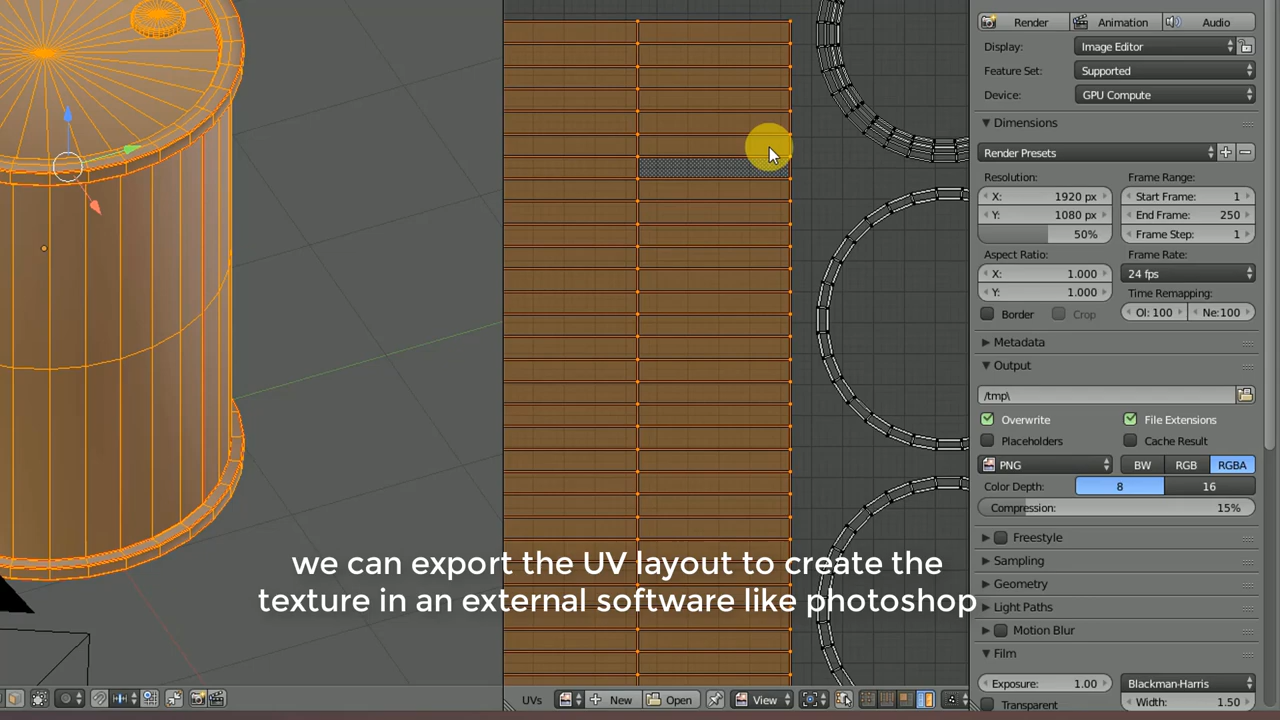 Render
Animation
Audio
Display:
Image Editor
Feature Set:
Supported
Device:
GPU Compute
Dimensions
Render Presets
Resolution:
Frame Range:
X: 1920 px
Start Frame: 1
Y: 1080 px
End Frame: 250
50%
Frame Step: 1
Aspect Ratio:
Frame Rate:
X: 1.000
24 fps
Y: 1.000
Time Remapping:
Border
Crop
Ol: 100
Ne:100
Metadata
Output
/tmp\
Overwrite
File Extensions
Placeholders
Cache Result
PNG
BW
RGB
RGBA
Color Depth:
8
16
Compression: 15%
Freestyle
Sampling
Geometry
Light Paths
Motion Blur
Film
Exposure: 1.00
Blackman-Harris
Transparent
Width: 1.50
we can export the UV layout to create the
texture in an external software like photoshop
UVs
New
Open
View